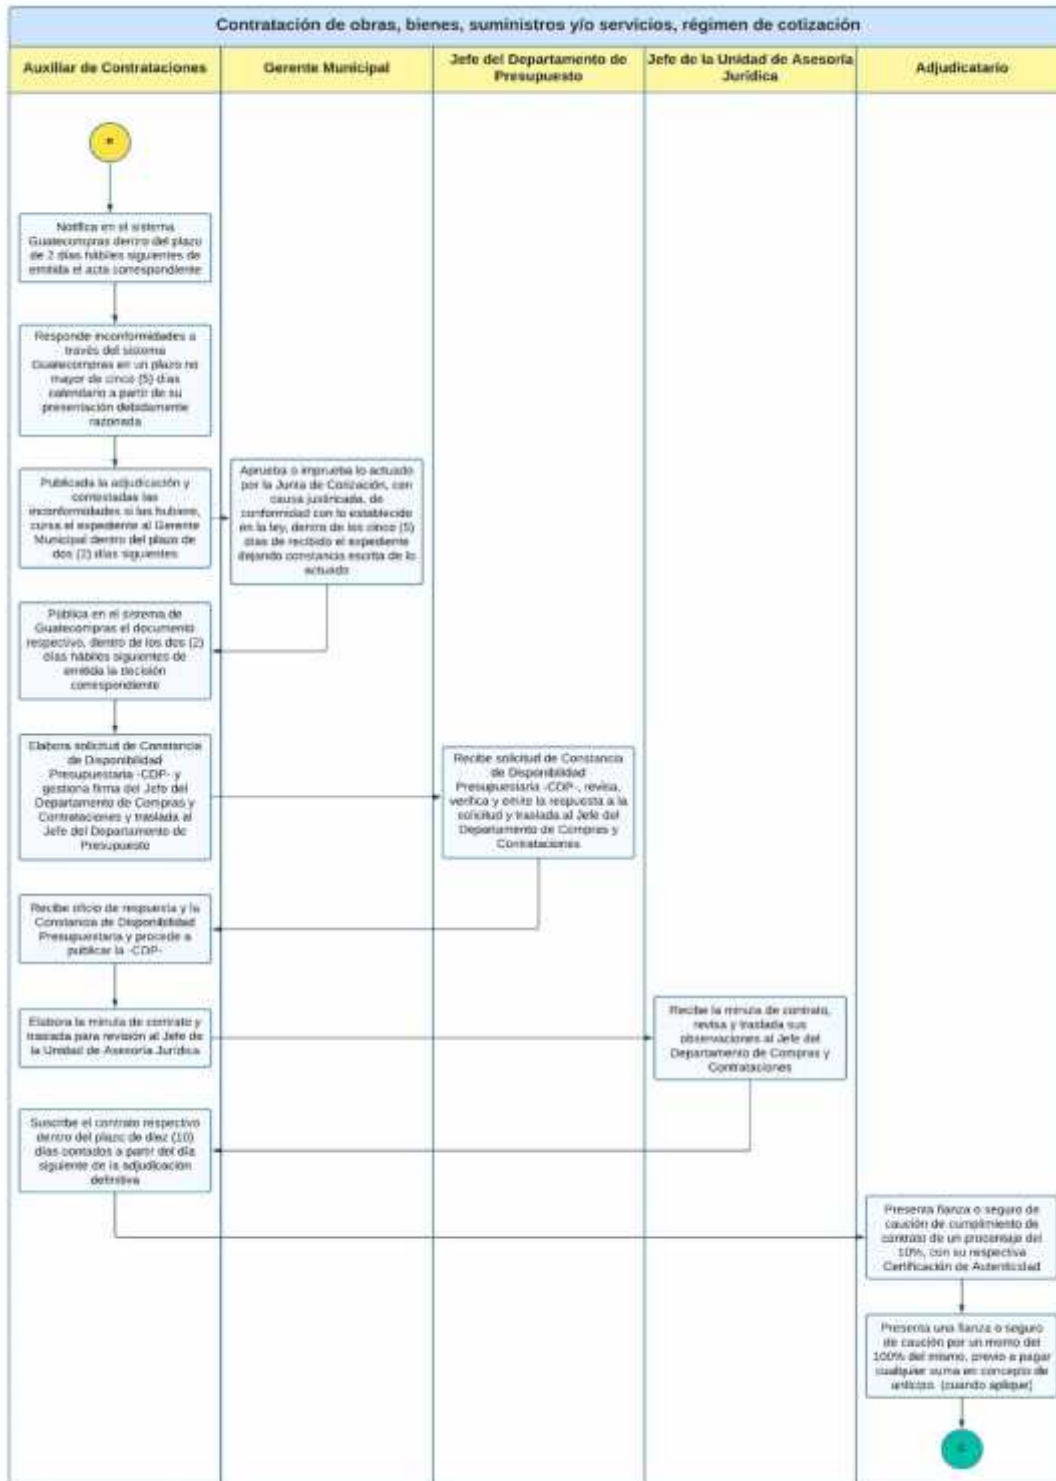 Contratación de obras, bienes, suministros y/o servicios, régimen de cotización
Auxiliar de Contrataciones
Gerente Municipal
Jefe del Departamento de
Presupuesto
Jefe de la Unidad de Asesoría
Jurídica
Adjudicatario
Notifica en el sistema
Guatecompras dentro del plazo
de 2 días hábiles siguientes de
emitida el acta correspondiente
Responde inconformidades a
través del sistema
Guatecompras en un plazo no
mayor de cinco (5) días
calendario a partir de su
presentación debidamente
razonada
Publicada la adjudicación y
contestadas las
inconformidades si las hubiere,
cursa el expediente al Gerente
Municipal dentro del plazo de
dos (2) días siguientes
Aprueba o imprueba lo actuado
por la Junta de Cotización, con
causa justificada, de
conformidad con lo establecido
en la ley, dentro de los cinco (5)
días de recibido el expediente
dejando constancia escrita de lo
actuado
Pública en el sistema de
Guatecompras el documento
respectivo, dentro de los dos (2)
días hábiles siguientes de
emitida la decisión
correspondiente
Elabora solicitud de Constancia
de Disponibilidad
Presupuestaria -CDP- y
gestiona firma del Jefe del
Departamento de Compras y
Contrataciones y traslada al
Jefe del Departamento de
Presupuesto
Recibe solicitud de Constancia
de Disponibilidad
Presupuestaria -CDP-, revisa,
verifica y emite la respuesta a la
solicitud y traslada al Jefe del
Departamento de Compras y
Contrataciones
Recibe oficio de respuesta y la
Constancia de Disponibilidad
Presupuestaria y procede a
publicar la -CDP-
Elabora la minuta de contrato y
traslada para revisión al Jefe de
la Unidad de Asesoría Jurídica
Recibe la minuta de contrato,
revisa y traslada sus
observaciones al Jefe del
Departamento de Compras y
Contrataciones
Suscribe el contrato respectivo
dentro del plazo de diez (10)
días contados a partir del día
siguiente de la adjudicación
definitiva
Presenta fianza o seguro de
caución de cumplimiento de
contrato de un procentaje del
10%, con su respectiva
Certificación de Autenticidad
Presenta una fianza o seguro
de caución por un monto del
100% del mismo, previo a pagar
cualquier suma en concepto de
anticipo. (cuando aplique)